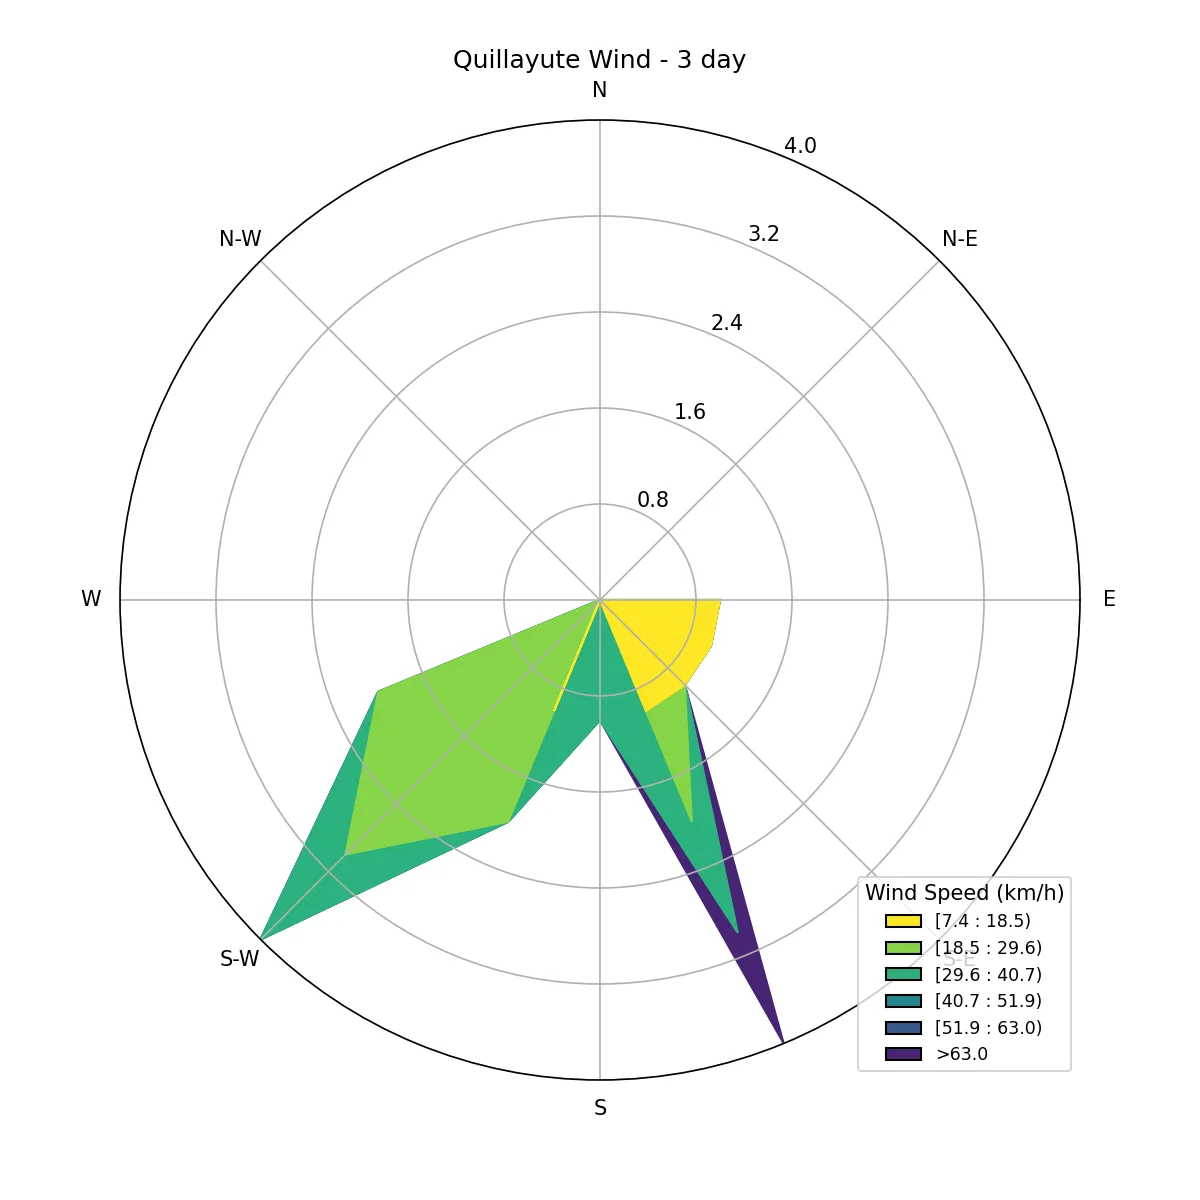 Quillayute Wind - 3 day
N
4.0
N-W
N-E
3.2
2.4
1.6
0.8
W
E
Wind Speed (km/h)
[7.4 : 18.5)
[18.5 : 29.6)
S-W
S-E
[29.6 : 40.7)
[40.7 : 51.9)
[51.9 : 63.0)
>63.0
S